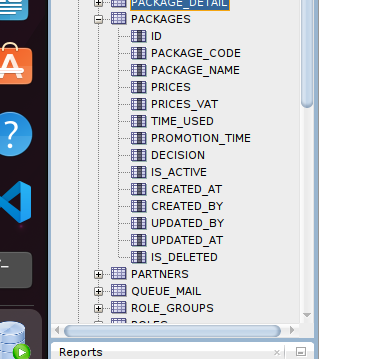 PACKAGE_DETAIL
PACKAGES
ID
PACKAGE_CODE
PACKAGE_NAME
PRICES
PRICES_VAT
TIME_USED
PROMOTION_TIME
DECISION
IS_ACTIVE
CREATED_AT
CREATED_BY
UPDATED_BY
UPDATED_AT
IS_DELETED
PARTNERS
QUEUE_MAIL
ROLE_GROUPS
ROLES
Reports